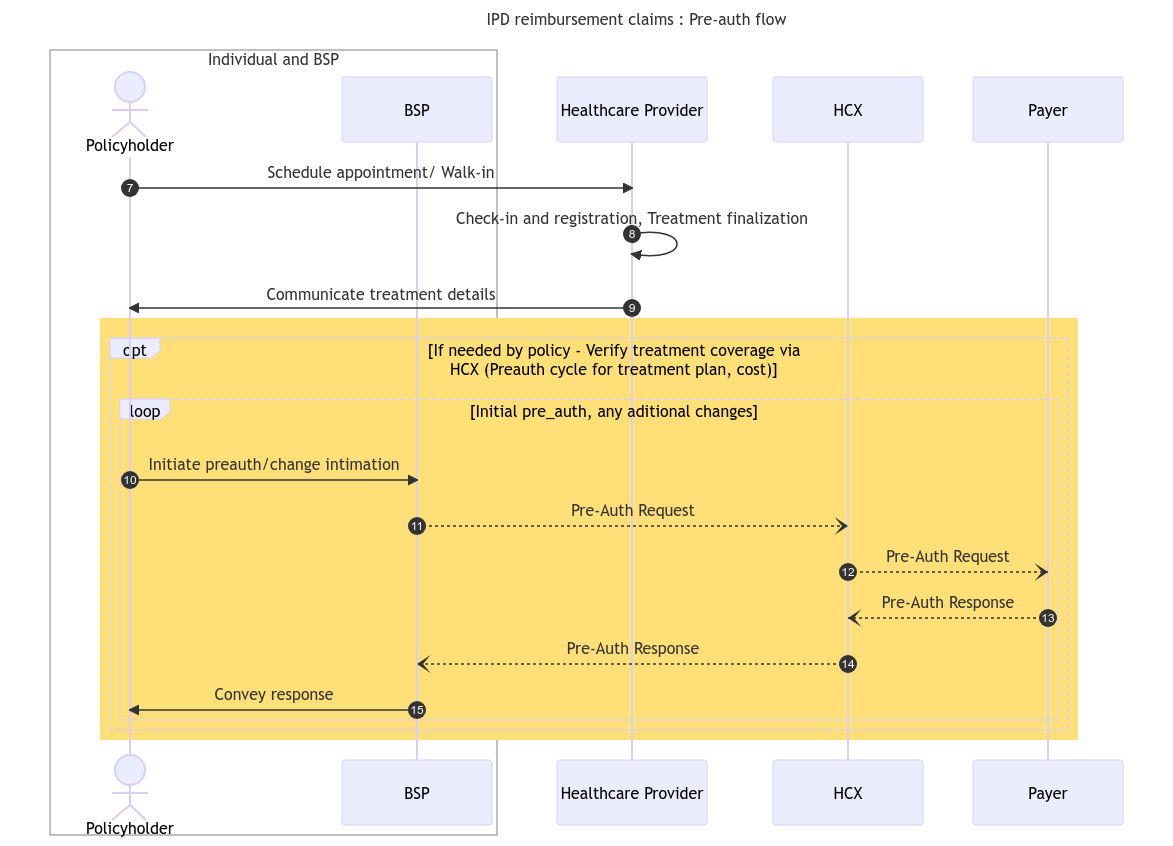 IPD reimbursement claims : Pre-auth flow
Individual and BSP
Policyholder
BSP
Healthcare Provider
HCX
Payer
Schedule appointment/ Walk-in
7
Check-in and registration, Treatment finalization
8
Communicate treatment details
9
opt
[If needed by policy - Verify treatment coverage via
HCX (Preauth cycle for treatment plan, cost)]
loop
[Initial pre_auth, any aditional changes]
Initiate preauth/change intimation
10
Pre-Auth Request
11
Pre-Auth Request
12
Pre-Auth Response
13
Pre-Auth Response
14
Convey response
15
Policyholder
BSP
Healthcare Provider
HCX
Payer